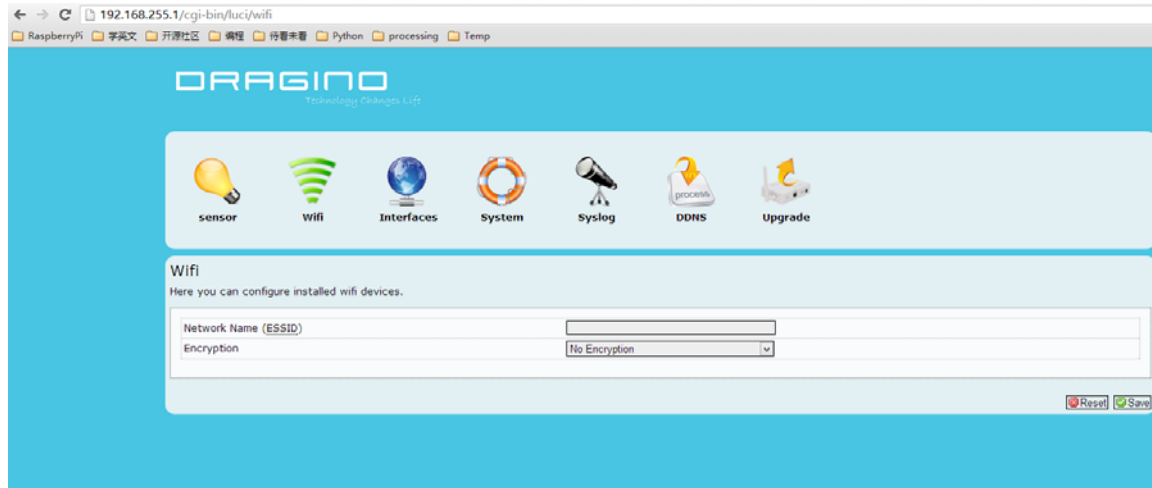 192.168.255.1/cgi-bin/luci/wifi
RaspberryPi 学英文 开源社区 编程 待看未看 Python processing Temp
DRAGINO
Technology Changes Life
process
sensor Wifi Interfaces System Syslog DDNS Upgrade
Wifi
Here you can configure installed wifi devices.
Network Name (ESSID)
Encryption No Encryption
Reset Save